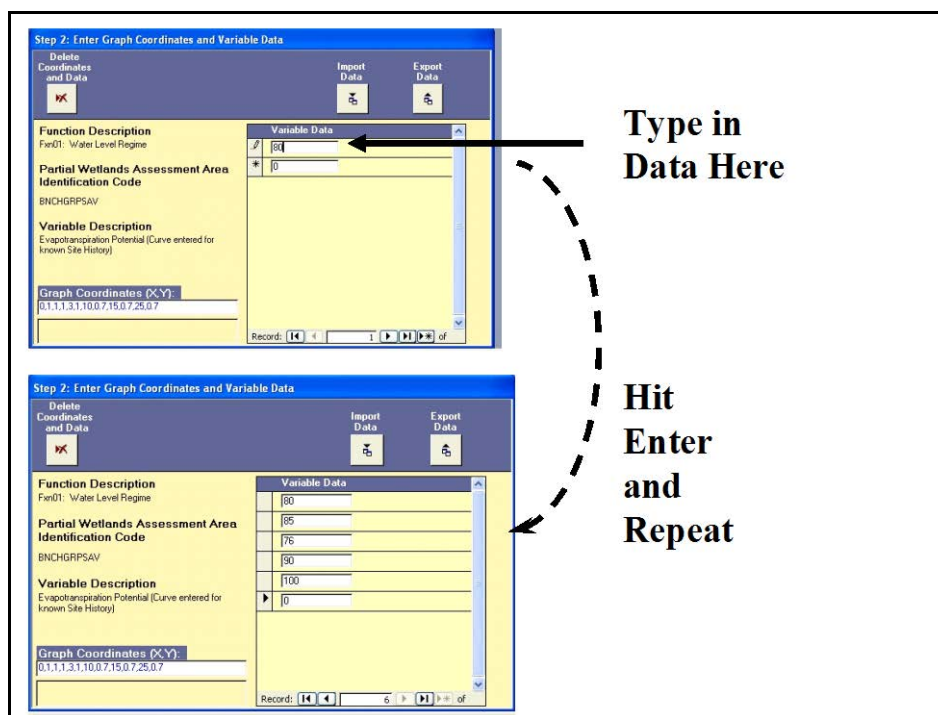 Step 2: Enter Graph Coordinates and Variable Data
Delete
Coordinates
and Data
Import
Data
Export
Data
Function Description
Fxn01: Water Level Regime
Partial Wetlands Assessment Area
Identification Code
BNCHGRPSAV
Variable Description
Evapotranspiration Potential (Curve entered for
known Site History)
Graph Coordinates (X,Y):
0,1,1,1,3,1,10,0.7,15,0.7,25,0.7
Variable Data
80
0
Record: 1 of
Type in
Data Here
Step 2: Enter Graph Coordinates and Variable Data
Delete
Coordinates
and Data
Import
Data
Export
Data
Function Description
Fxn01: Water Level Regime
Partial Wetlands Assessment Area
Identification Code
BNCHGRPSAV
Variable Description
Evapotranspiration Potential (Curve entered for
known Site History)
Graph Coordinates (X,Y):
0,1,1,1,3,1,10,0.7,15,0.7,25,0.7
Variable Data
80
85
76
90
100
0
Record: 6 of
Hit
Enter
and
Repeat